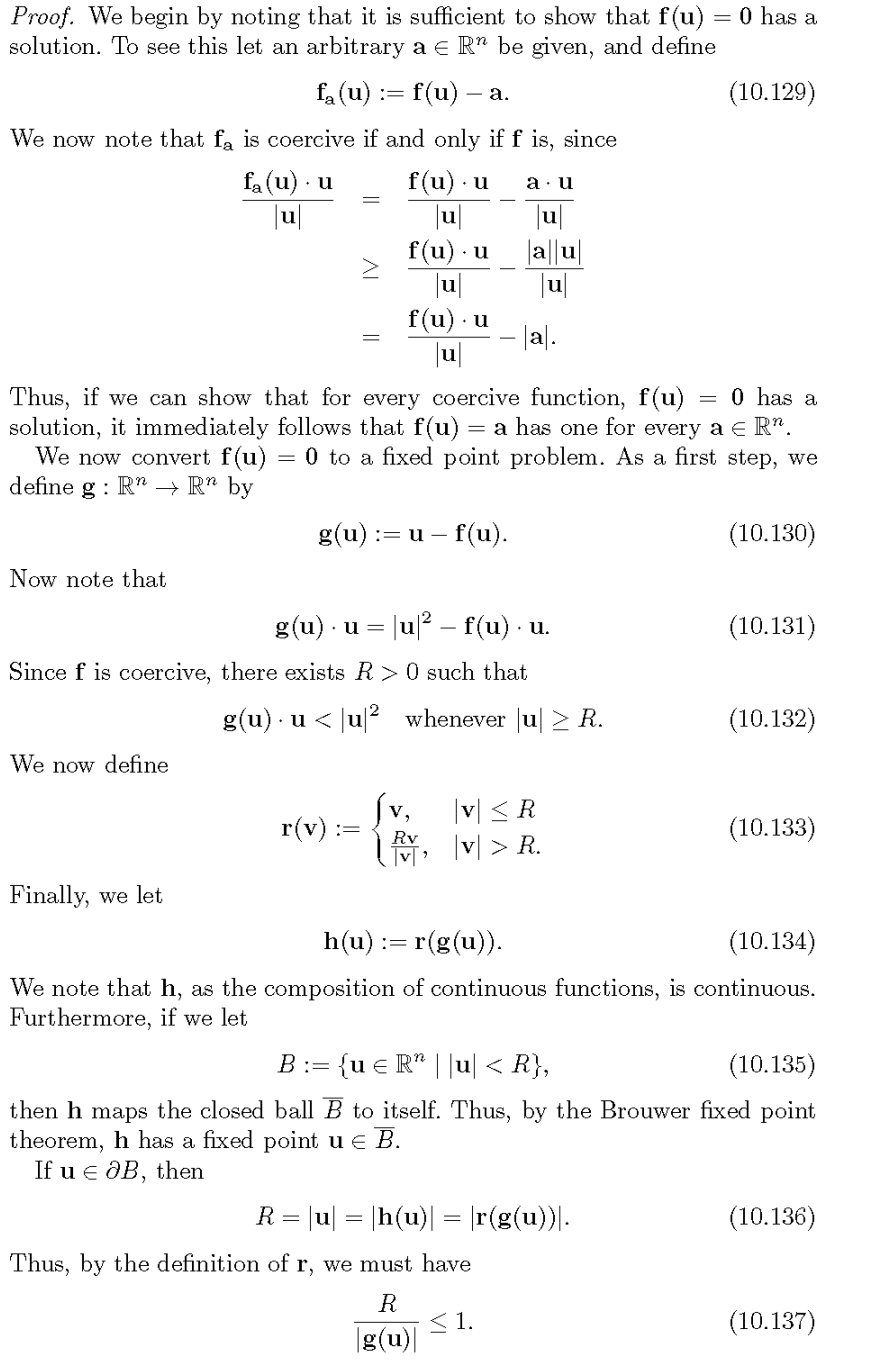 Proof. We begin by noting that it is sufficient to show that f(u) = 0 has a
solution. To see this let an arbitrary a ∈ ℝⁿ be given, and define
fₐ(u) := f(u) − a. (10.129)
We now note that fₐ is coercive if and only if f is, since
fₐ(u) · u / |u| = f(u) · u / |u| − a · u / |u|
≥ f(u) · u / |u| − |a||u| / |u|
= f(u) · u / |u| − |a|.
Thus, if we can show that for every coercive function, f(u) = 0 has a
solution, it immediately follows that f(u) = a has one for every a ∈ ℝⁿ.
We now convert f(u) = 0 to a fixed point problem. As a first step, we
define g : ℝⁿ → ℝⁿ by
g(u) := u − f(u). (10.130)
Now note that
g(u) · u = |u|² − f(u) · u. (10.131)
Since f is coercive, there exists R > 0 such that
g(u) · u < |u|² whenever |u| ≥ R. (10.132)
We now define
r(v) := { v, |v| ≤ R
Rv / |v|, |v| > R. (10.133)
Finally, we let
h(u) := r(g(u)). (10.134)
We note that h, as the composition of continuous functions, is continuous.
Furthermore, if we let
B := {u ∈ ℝⁿ | |u| < R}, (10.135)
then h maps the closed ball B̅ to itself. Thus, by the Brouwer fixed point
theorem, h has a fixed point u ∈ B̅.
If u ∈ ∂B, then
R = |u| = |h(u)| = |r(g(u))|. (10.136)
Thus, by the definition of r, we must have
R / |g(u)| ≤ 1. (10.137)